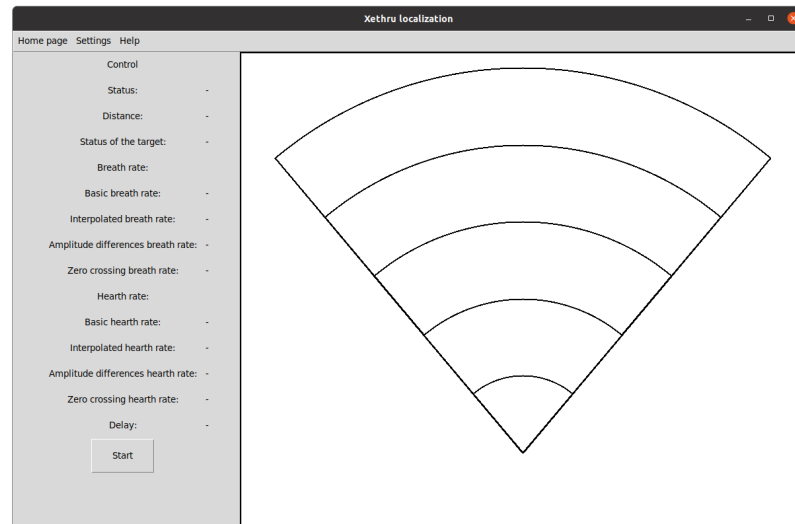 Xethru localization
Home page Settings Help
Control
Status: -
Distance: -
Status of the target: -
Breath rate:
Basic breath rate: -
Interpolated breath rate: -
Amplitude differences breath rate: -
Zero crossing breath rate: -
Hearth rate:
Basic hearth rate: -
Interpolated hearth rate: -
Amplitude differences hearth rate: -
Zero crossing hearth rate: -
Delay: -
Start